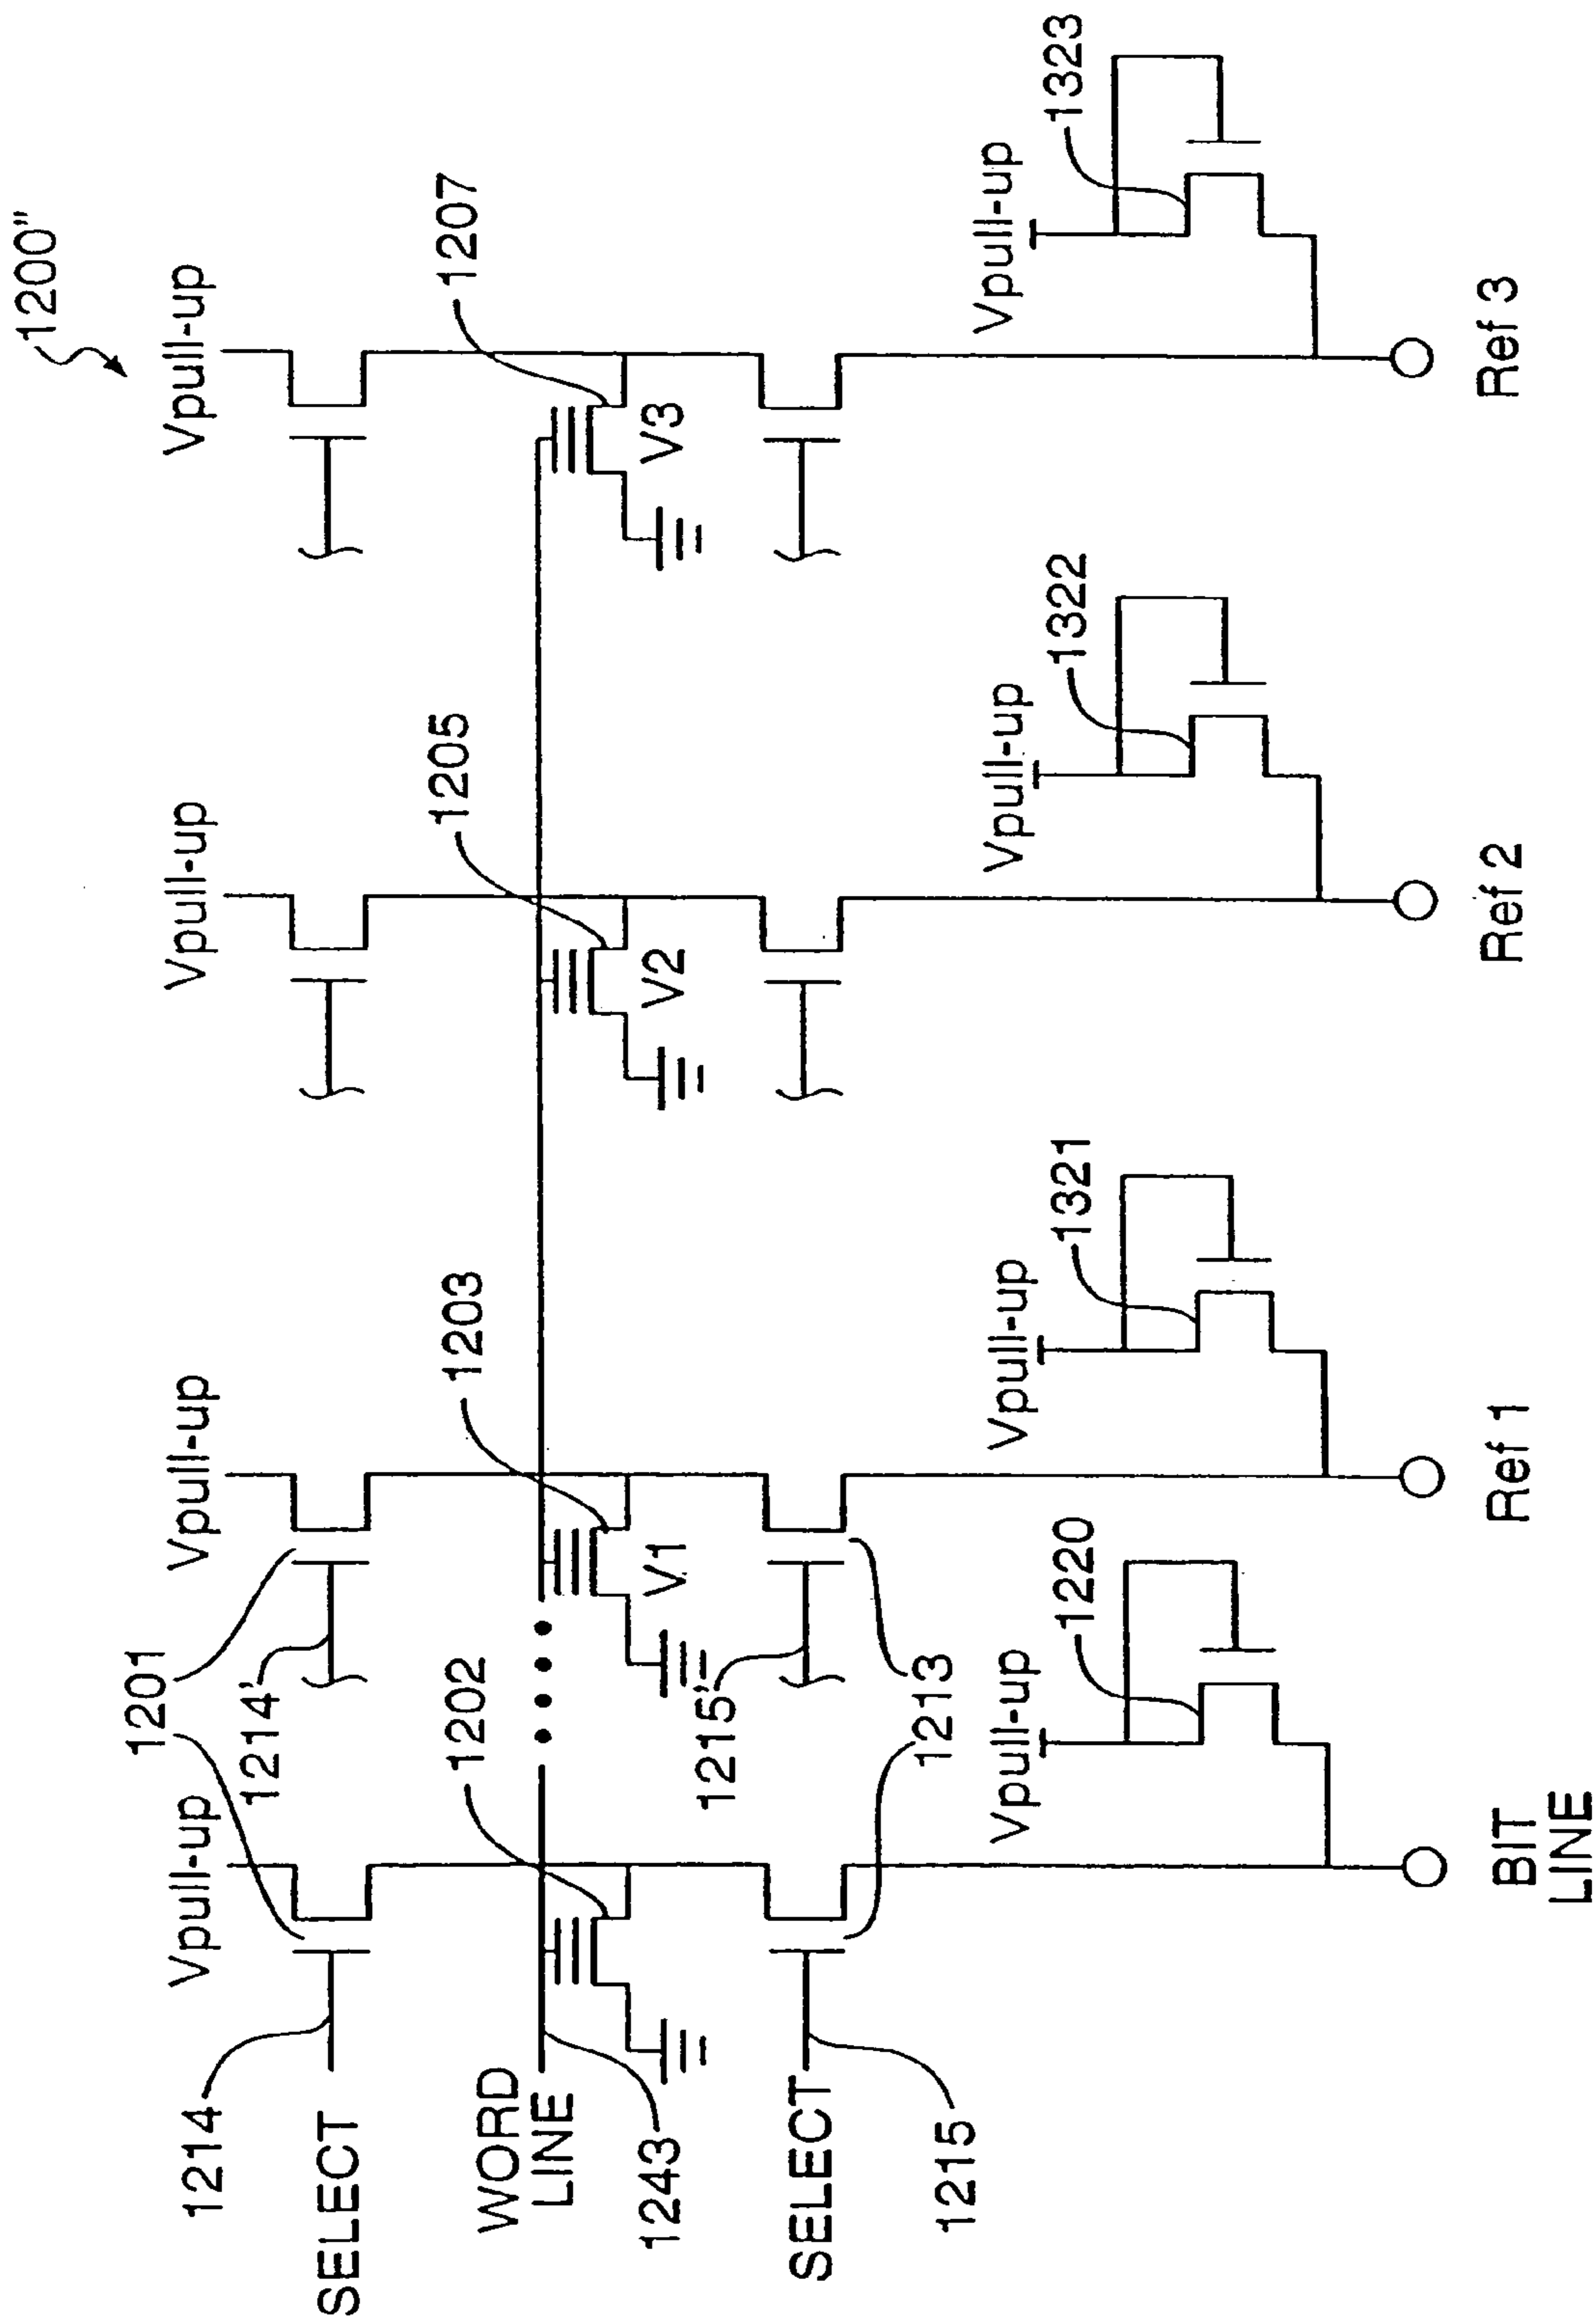 1200"
Vpull-up
Vpull-up
Vpull-up
Vpull-up
1201
1214
1214'
SELECT
WORD
LINE
1243
1202
1203
1205
1207
V1
V2
V3
SELECT
1215
1215'
1213
Vpull-up
Vpull-up
Vpull-up
Vpull-up
1220
1321
1322
1323
BIT
LINE
Ref 1
Ref 2
Ref 3